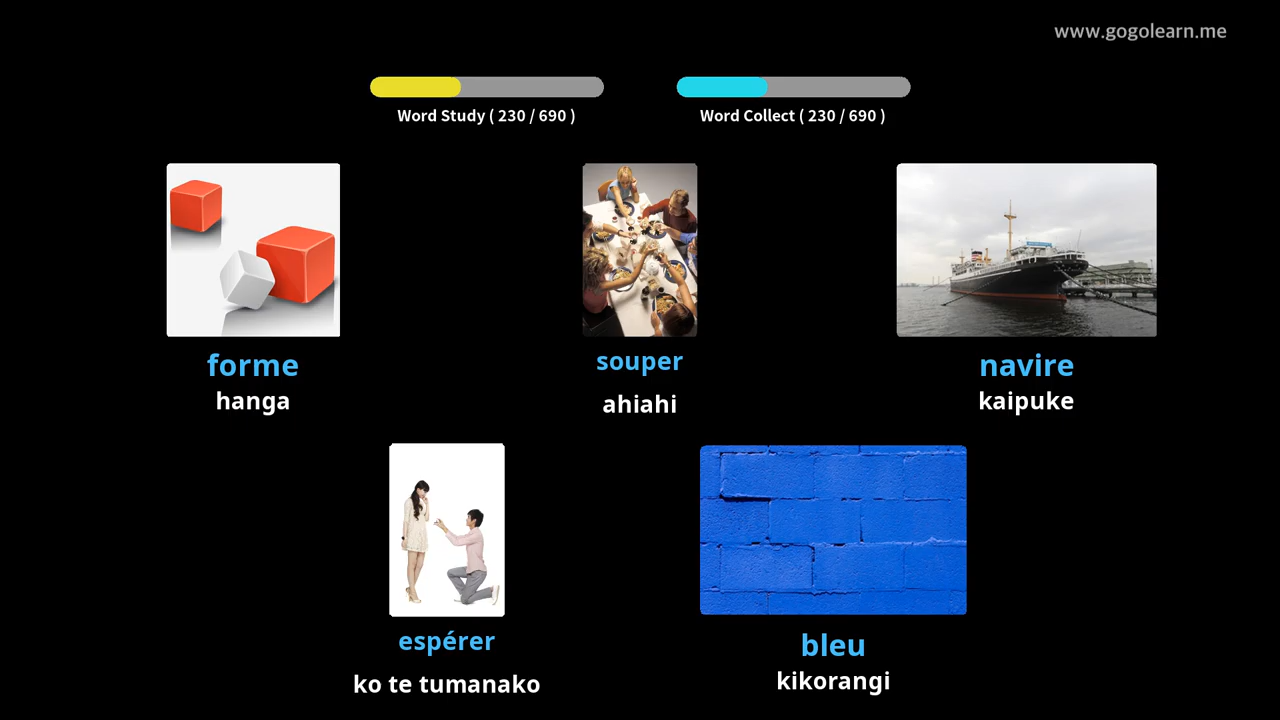 www.gogolearn.me
Word Study ( 230 / 690 )
Word Collect ( 230 / 690 )
forme
hanga
souper
ahiahi
navire
kaipuke
espérer
ko te tumanako
bleu
kikorangi